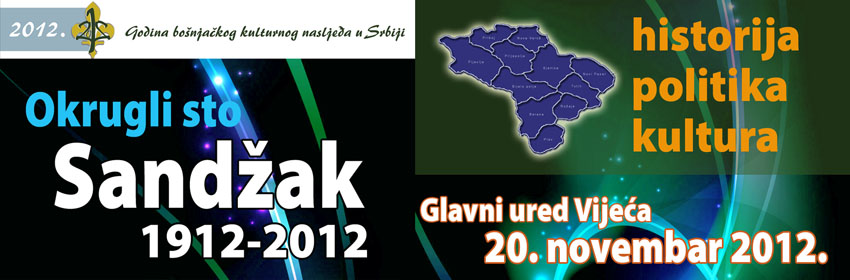 2012. Godina bošnjačkog kulturnog nasljeđa u Srbiji
Okrugli sto
Sandžak
1912-2012
historija
politika
kultura
Glavni ured Vijeća
20. novembar 2012.